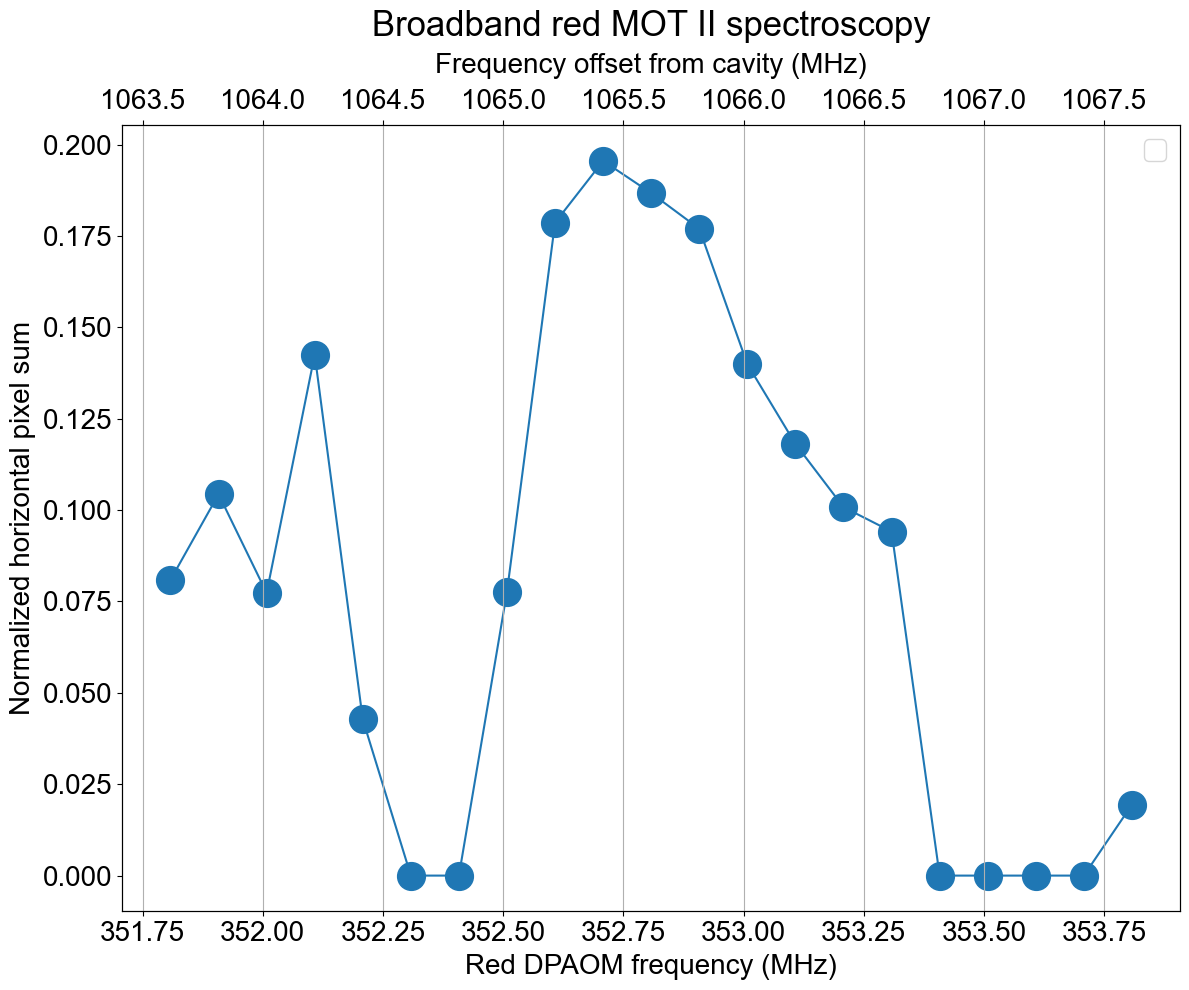 Broadband red MOT II spectroscopy
Frequency offset from cavity (MHz)
1063.5 1064.0 1064.5 1065.0 1065.5 1066.0 1066.5 1067.0 1067.5
0.200
0.175
0.150
0.125
0.100
0.075
0.050
0.025
0.000
Normalized horizontal pixel sum
351.75 352.00 352.25 352.50 352.75 353.00 353.25 353.50 353.75
Red DPAOM frequency (MHz)